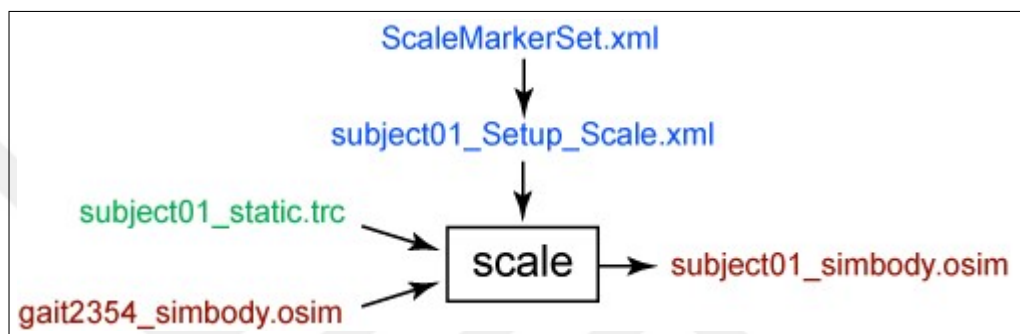 ScaleMarkerSet.xml
subject01_Setup_Scale.xml
subject01_static.trc
scale
subject01_simbody.osim
gait2354_simbody.osim